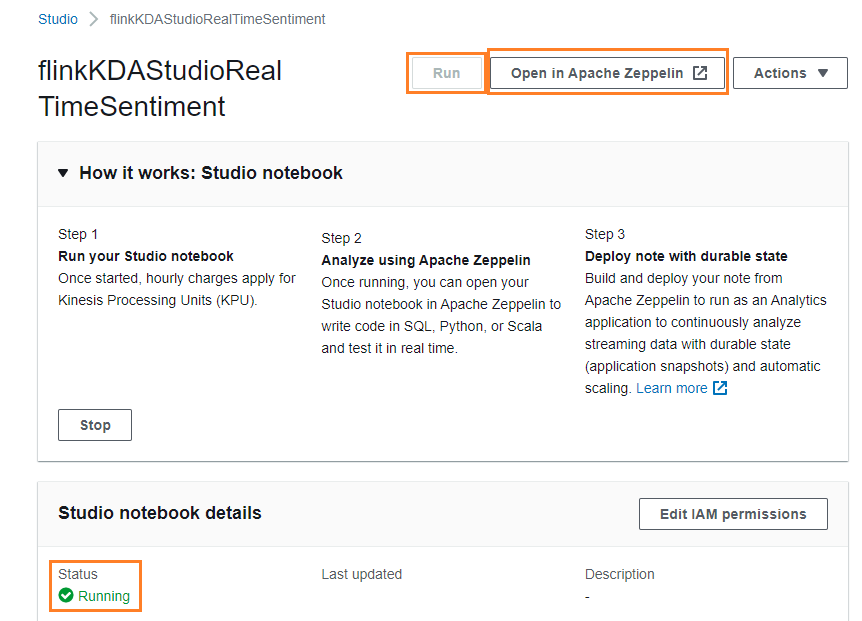 Studio > flinkKDAStudioRealTimeSentiment
flinkKDAStudioReal
TimeSentiment
Run
Open in Apache Zeppelin
Actions
How it works: Studio notebook
Step 1
Run your Studio notebook
Once started, hourly charges apply for
Kinesis Processing Units (KPU).
Stop
Step 2
Analyze using Apache Zeppelin
Once running, you can open your
Studio notebook in Apache Zeppelin to
write code in SQL, Python, or Scala
and test it in real time.
Step 3
Deploy note with durable state
Build and deploy your note from
Apache Zeppelin to run as an Analytics
application to continuously analyze
streaming data with durable state
(application snapshots) and automatic
scaling. Learn more
Studio notebook details
Edit IAM permissions
Status
Running
Last updated
Description
-